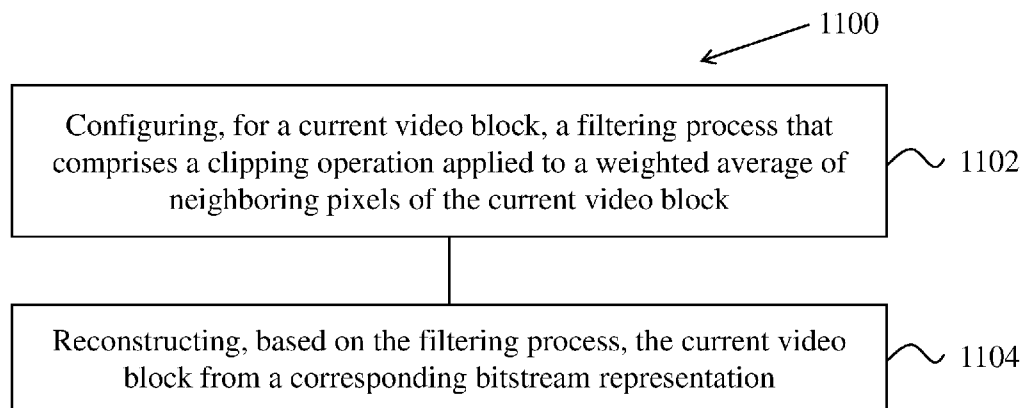 1100
Configuring, for a current video block, a filtering process that
comprises a clipping operation applied to a weighted average of
neighboring pixels of the current video block
1102
Reconstructing, based on the filtering process, the current video
block from a corresponding bitstream representation
1104